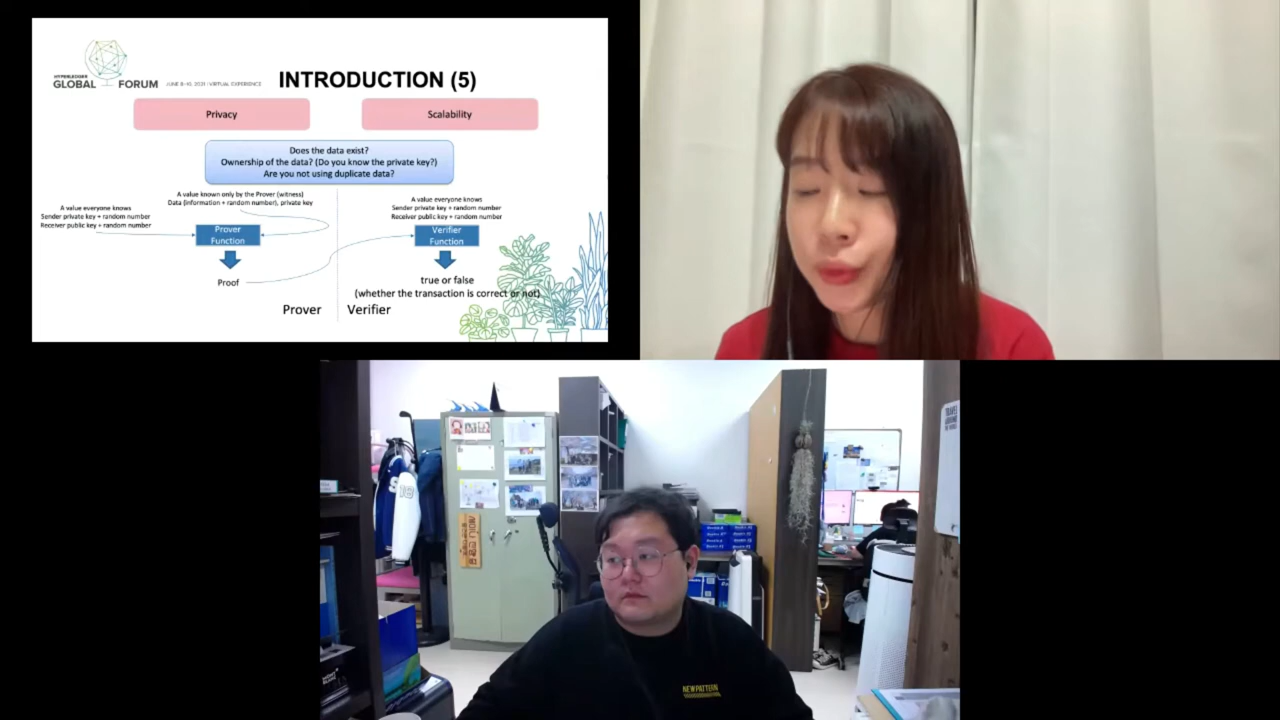 HYPERLEDGER
GLOBAL FORUM
JUNE 8-10, 2021 / VIRTUAL EXPERIENCE
INTRODUCTION (5)
Privacy
Scalability
Does the data exist?
Ownership of the data? (Do you know the private key?)
Are you not using duplicate data?
A value known only by the Prover (witness)
Data (information + random number), private key
A value everyone knows
Sender private key + random number
Receiver public key + random number
A value everyone knows
Sender private key + random number
Receiver public key + random number
Prover
Function
Verifier
Function
Proof
true or false
(whether the transaction is correct or not)
Prover
Verifier
NEWPATTERN